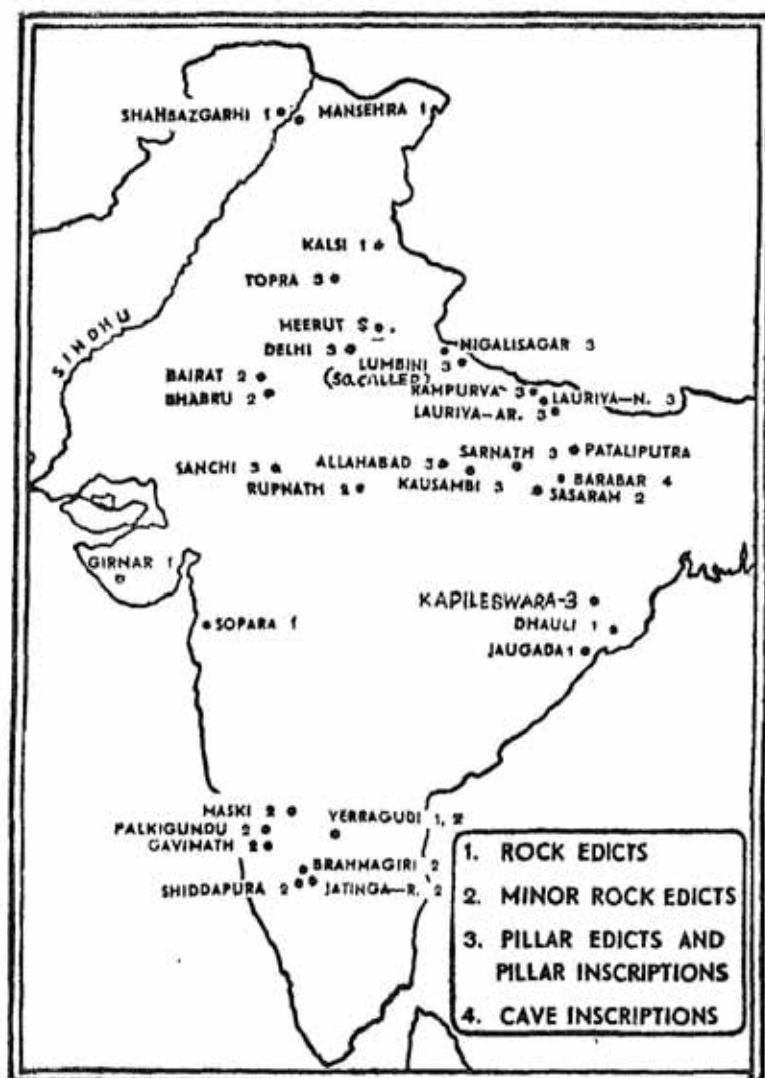 SHAHBAZGARHI 1
MANSEHRA 1
KALSI 1
TOPRA 3
SINDHU
MEERUT
DELHI 3
NIGALISAGAR 3
LUMBINI 3
(SO.CALLED)
BAIRAT 2
BHABRU 2
RAMPURVA 3
LAURIYA-N. 3
LAURIYA-AR. 3
SARNATH 3
PATALIPUTRA
SANCHI 3
ALLAHABAD 3
RUPNATH 2
KAUSAMBI 3
BARABAR 4
SASARAM 2
GIRNAR 1
KAPILESWARA-3
SOPARA 1
DHAULI 1
JAUGADA 1
MASKI 2
YERRAGUDI 1, 2
PALKIGUNDU 2
GAVIMATH 2
BRAHMAGIRI 2
SHIDDAPURA 2
JATINGA-R. 2
1. ROCK EDICTS
2. MINOR ROCK EDICTS
3. PILLAR EDICTS AND
PILLAR INSCRIPTIONS
4. CAVE INSCRIPTIONS